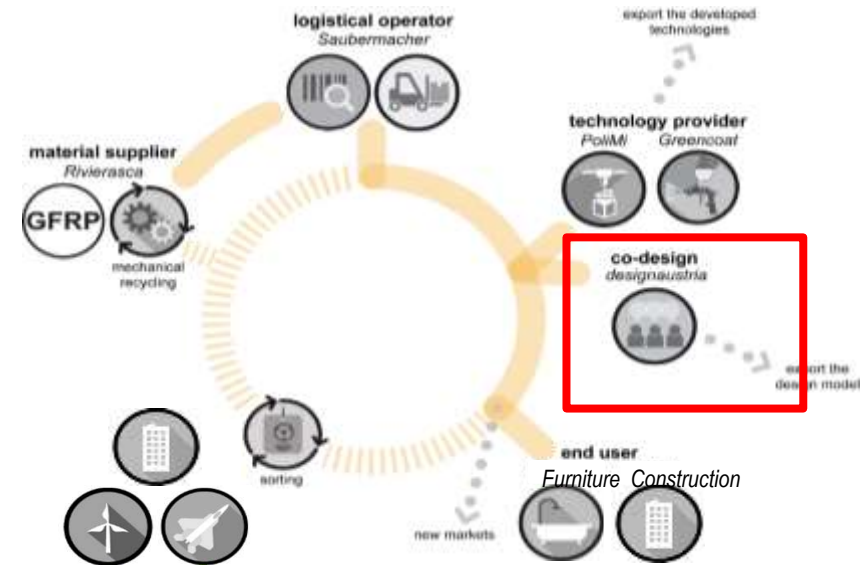 logistical operator
Saubermacher
export the developed
technologies
technology provider
PoliMi Greencoat
material supplier
Rivierasca
GFRP
mechanical
recycling
co-design
designaustria
export the
design model
sorting
end user
Furniture Construction
new markets